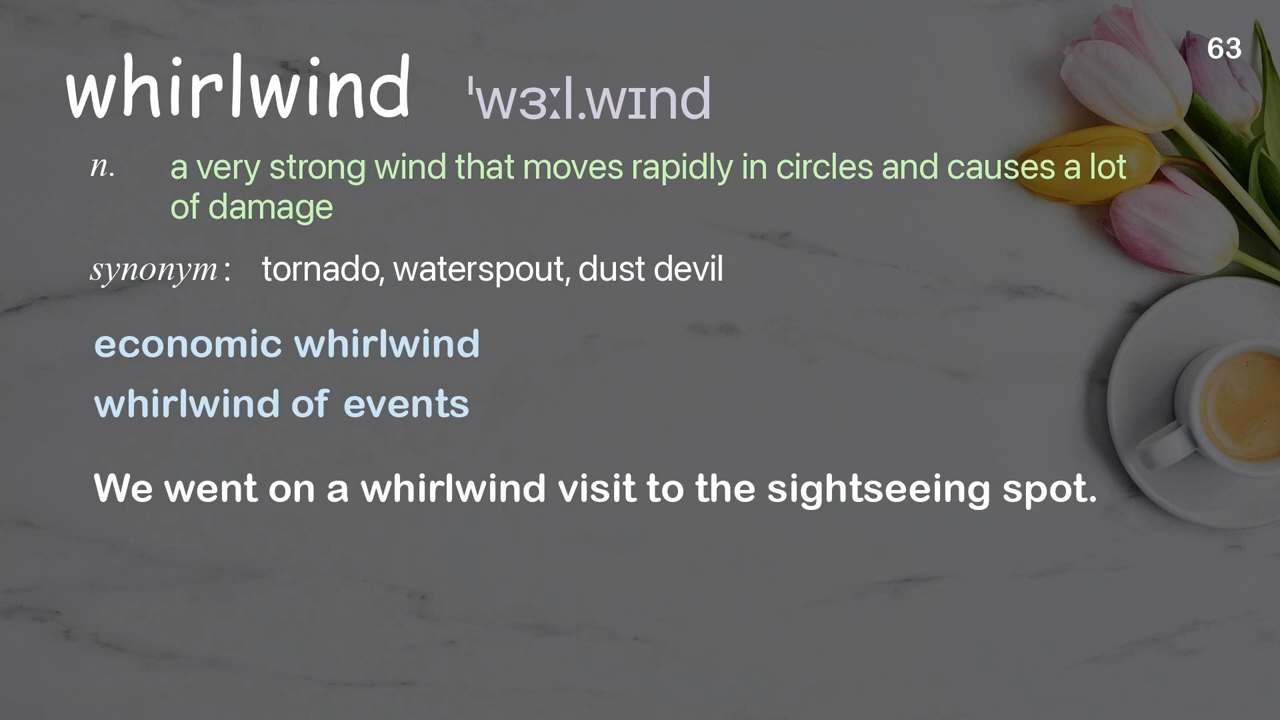 63
whirlwind ˈwɜːl.wɪnd
n. a very strong wind that moves rapidly in circles and causes a lot
of damage
synonym: tornado, waterspout, dust devil
economic whirlwind
whirlwind of events
We went on a whirlwind visit to the sightseeing spot.